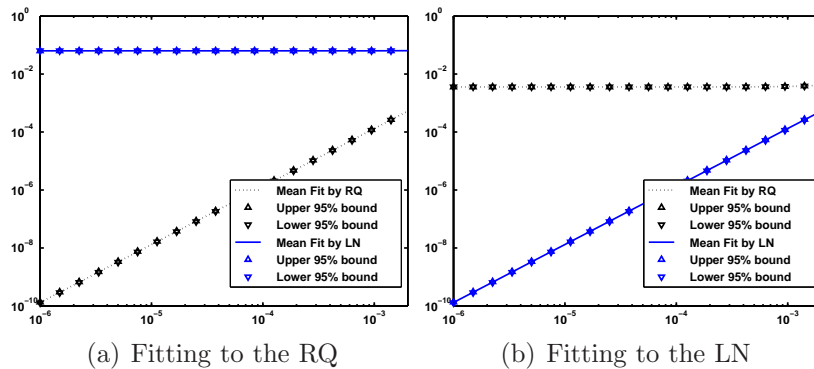 10^0
10^-2
10^-4
10^-6
10^-8
10^-10
10^-6
10^-5
10^-4
10^-3
Mean Fit by RQ
Upper 95% bound
Lower 95% bound
Mean Fit by LN
Upper 95% bound
Lower 95% bound
(a) Fitting to the RQ
10^0
10^-2
10^-4
10^-6
10^-8
10^-10
10^-6
10^-5
10^-4
10^-3
Mean Fit by RQ
Upper 95% bound
Lower 95% bound
Mean Fit by LN
Upper 95% bound
Lower 95% bound
(b) Fitting to the LN